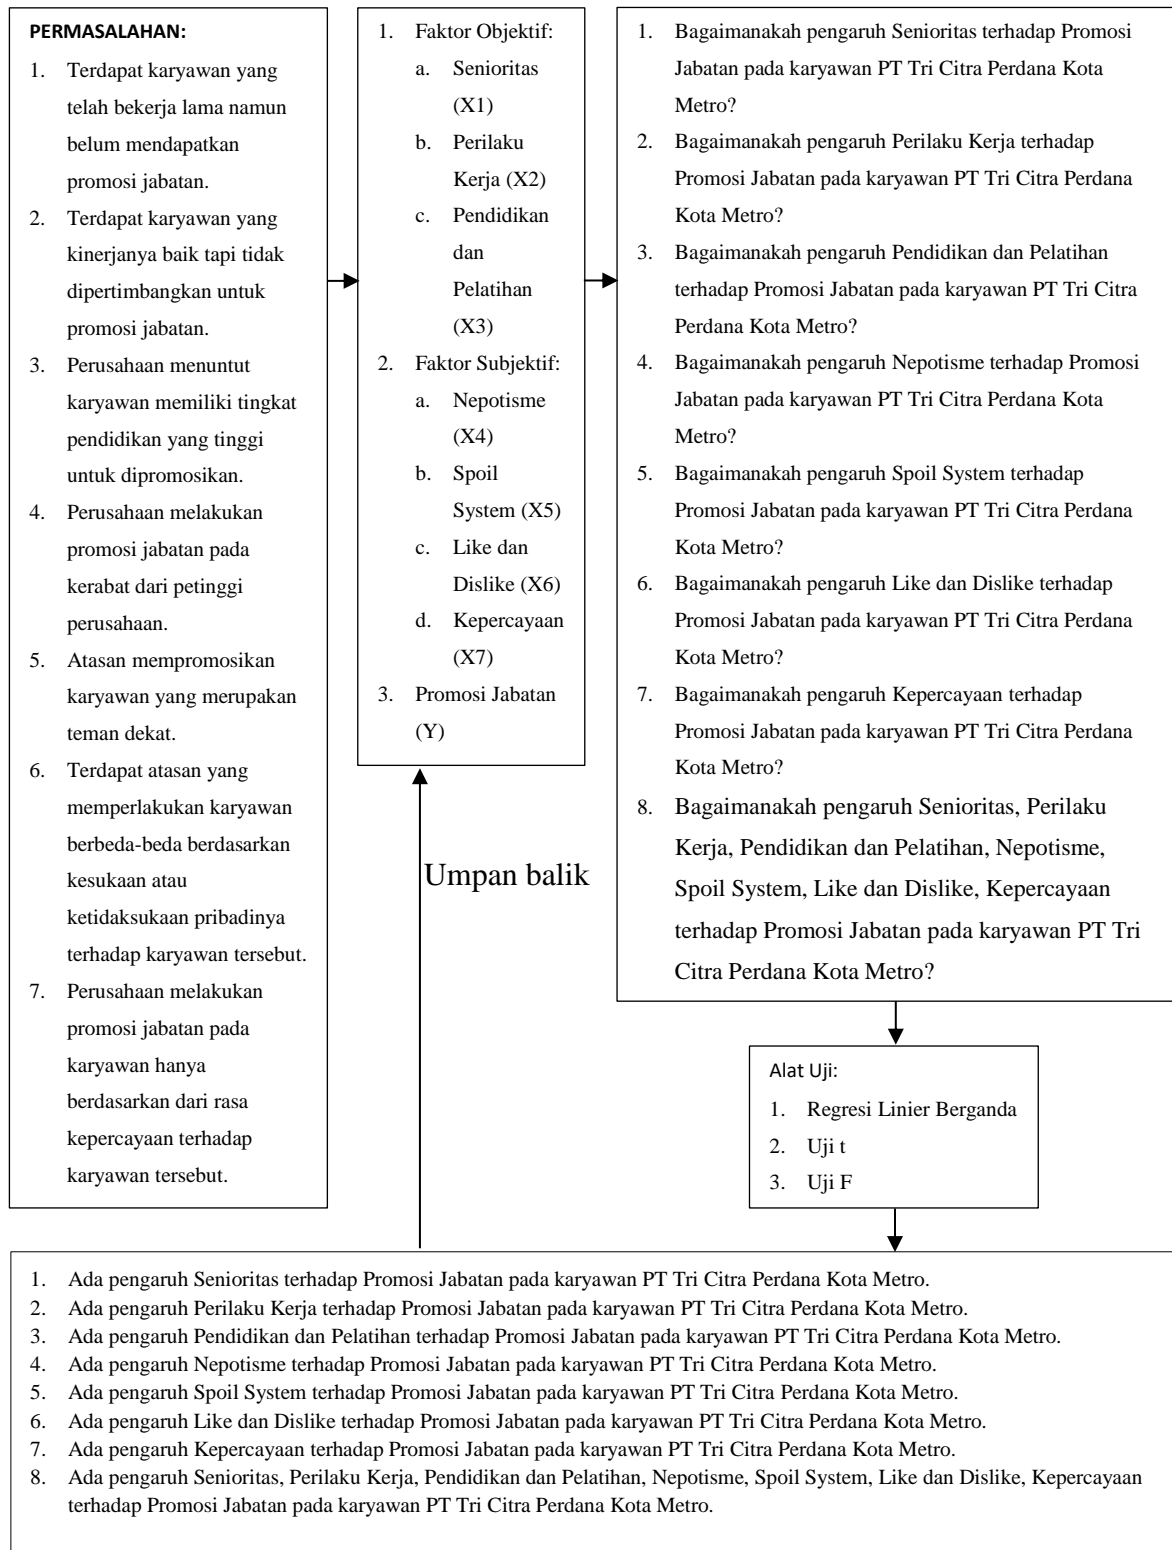 PERMASALAHAN:
1. Terdapat karyawan yang
telah bekerja lama namun
belum mendapatkan
promosi jabatan.
2. Terdapat karyawan yang
kinerjanya baik tapi tidak
dipertimbangkan untuk
promosi jabatan.
3. Perusahaan menuntut
karyawan memiliki tingkat
pendidikan yang tinggi
untuk dipromosikan.
4. Perusahaan melakukan
promosi jabatan pada
kerabat dari petinggi
perusahaan.
5. Atasan mempromosikan
karyawan yang merupakan
teman dekat.
6. Terdapat atasan yang
memperlakukan karyawan
berbeda-beda berdasarkan
kesukaan atau
ketidaksukaan pribadinya
terhadap karyawan tersebut.
7. Perusahaan melakukan
promosi jabatan pada
karyawan hanya
berdasarkan dari rasa
kepercayaan terhadap
karyawan tersebut.
1. Faktor Objektif:
a. Senioritas
(X1)
b. Perilaku
Kerja (X2)
c. Pendidikan
dan
Pelatihan
(X3)
2. Faktor Subjektif:
a. Nepotisme
(X4)
b. Spoil
System (X5)
c. Like dan
Dislike (X6)
d. Kepercayaan
(X7)
3. Promosi Jabatan
(Y)
1. Bagaimanakah pengaruh Senioritas terhadap Promosi
Jabatan pada karyawan PT Tri Citra Perdana Kota
Metro?
2. Bagaimanakah pengaruh Perilaku Kerja terhadap
Promosi Jabatan pada karyawan PT Tri Citra Perdana
Kota Metro?
3. Bagaimanakah pengaruh Pendidikan dan Pelatihan
terhadap Promosi Jabatan pada karyawan PT Tri Citra
Perdana Kota Metro?
4. Bagaimanakah pengaruh Nepotisme terhadap Promosi
Jabatan pada karyawan PT Tri Citra Perdana Kota
Metro?
5. Bagaimanakah pengaruh Spoil System terhadap
Promosi Jabatan pada karyawan PT Tri Citra Perdana
Kota Metro?
6. Bagaimanakah pengaruh Like dan Dislike terhadap
Promosi Jabatan pada karyawan PT Tri Citra Perdana
Kota Metro?
7. Bagaimanakah pengaruh Kepercayaan terhadap
Promosi Jabatan pada karyawan PT Tri Citra Perdana
Kota Metro?
8. Bagaimanakah pengaruh Senioritas, Perilaku
Kerja, Pendidikan dan Pelatihan, Nepotisme,
Spoil System, Like dan Dislike, Kepercayaan
terhadap Promosi Jabatan pada karyawan PT Tri
Citra Perdana Kota Metro?
Umpan balik
Alat Uji:
1. Regresi Linier Berganda
2. Uji t
3. Uji F
1. Ada pengaruh Senioritas terhadap Promosi Jabatan pada karyawan PT Tri Citra Perdana Kota Metro.
2. Ada pengaruh Perilaku Kerja terhadap Promosi Jabatan pada karyawan PT Tri Citra Perdana Kota Metro.
3. Ada pengaruh Pendidikan dan Pelatihan terhadap Promosi Jabatan pada karyawan PT Tri Citra Perdana Kota Metro.
4. Ada pengaruh Nepotisme terhadap Promosi Jabatan pada karyawan PT Tri Citra Perdana Kota Metro.
5. Ada pengaruh Spoil System terhadap Promosi Jabatan pada karyawan PT Tri Citra Perdana Kota Metro.
6. Ada pengaruh Like dan Dislike terhadap Promosi Jabatan pada karyawan PT Tri Citra Perdana Kota Metro.
7. Ada pengaruh Kepercayaan terhadap Promosi Jabatan pada karyawan PT Tri Citra Perdana Kota Metro.
8. Ada pengaruh Senioritas, Perilaku Kerja, Pendidikan dan Pelatihan, Nepotisme, Spoil System, Like dan Dislike, Kepercayaan
terhadap Promosi Jabatan pada karyawan PT Tri Citra Perdana Kota Metro.